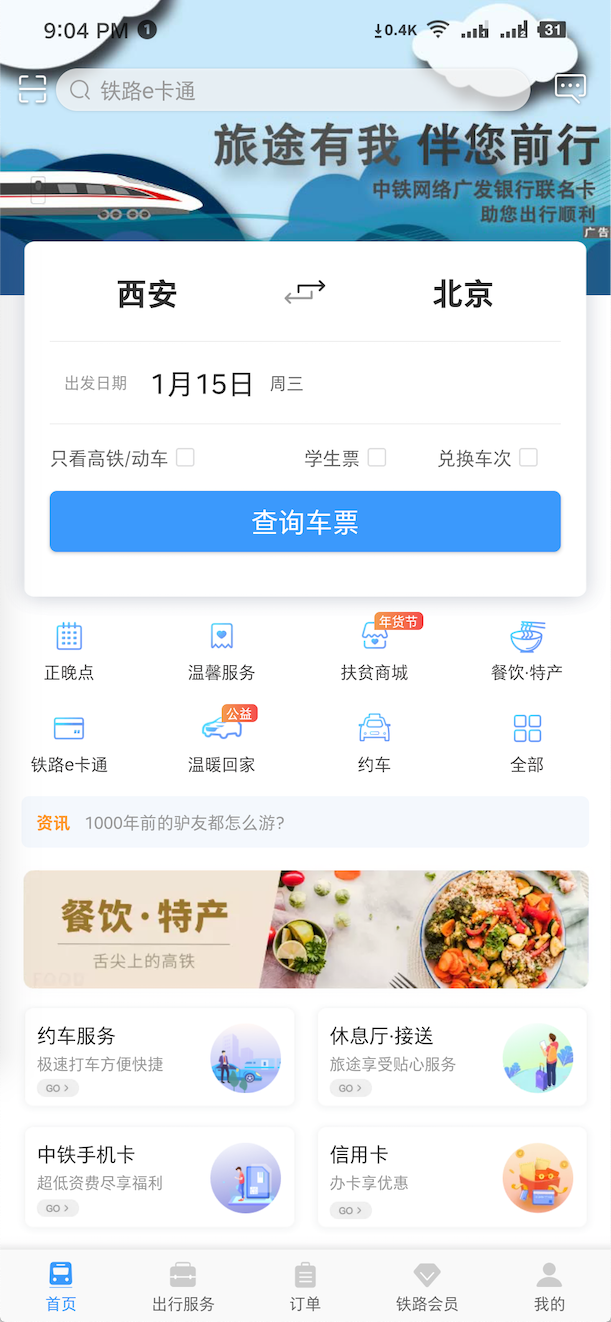 9:04 PM 1 0.4K 31
铁路e卡通
旅途有我 伴您前行
中铁网络广发银行联名卡
助您出行顺利
广告
西安 北京
出发日期 1月15日 周三
只看高铁/动车 学生票 兑换车次
查询车票
年货节
正晚点 温馨服务 扶贫商城 餐饮·特产
公益
铁路e卡通 温暖回家 约车 全部
资讯 1000年前的驴友都怎么游?
餐饮·特产
舌尖上的高铁
FOOD
约车服务 休息厅·接送
极速打车方便快捷 旅途享受贴心服务
GO > GO >
中铁手机卡 信用卡
超低资费尽享福利 办卡享优惠
GO > GO >
首页 出行服务 订单 铁路会员 我的